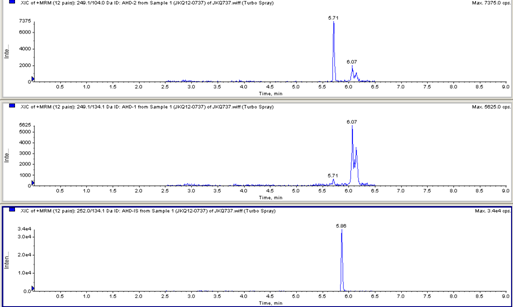 XIC of +MRM (12 pairs): 249.1/104.0 Da ID: AHD-2 from Sample 1 (JKQ12-0737) of JKQ737.wiff (Turbo Spray) Max. 7375.0 cps.
5.71
7375
6000
6.07
4000
2000
0
0.5 1.0 1.5 2.0 2.5 3.0 3.5 4.0 4.5 5.0 5.5 6.0 6.5 7.0 7.5 8.0 8.5 9.0
Time, min
Inte...
XIC of +MRM (12 pairs): 249.1/134.1 Da ID: AHD-1 from Sample 1 (JKQ12-0737) of JKQ737.wiff (Turbo Spray) Max. 5625.0 cps.
6.07
5625
5000
4000
3000
2000
1000
5.71
0
0.5 1.0 1.5 2.0 2.5 3.0 3.5 4.0 4.5 5.0 5.5 6.0 6.5 7.0 7.5 8.0 8.5 9.0
Time, min
Inte...
XIC of +MRM (12 pairs): 252.0/134.1 Da ID: AHD-IS from Sample 1 (JKQ12-0737) of JKQ737.wiff (Turbo Spray) Max. 3.4e4 cps.
5.86
3.4e4
3.0e4
2.0e4
1.0e4
0.0
0.5 1.0 1.5 2.0 2.5 3.0 3.5 4.0 4.5 5.0 5.5 6.0 6.5 7.0 7.5 8.0 8.5 9.0
Time, min
Inten...